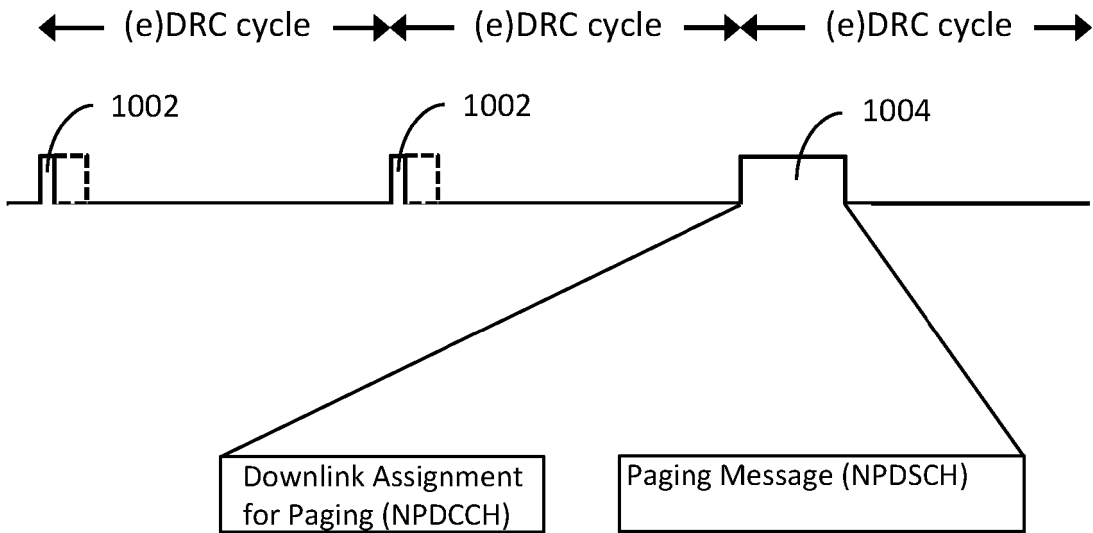 (e)DRC cycle (e)DRC cycle (e)DRC cycle
1002 1002 1004
Downlink Assignment
for Paging (NPDCCH)
Paging Message (NPDSCH)